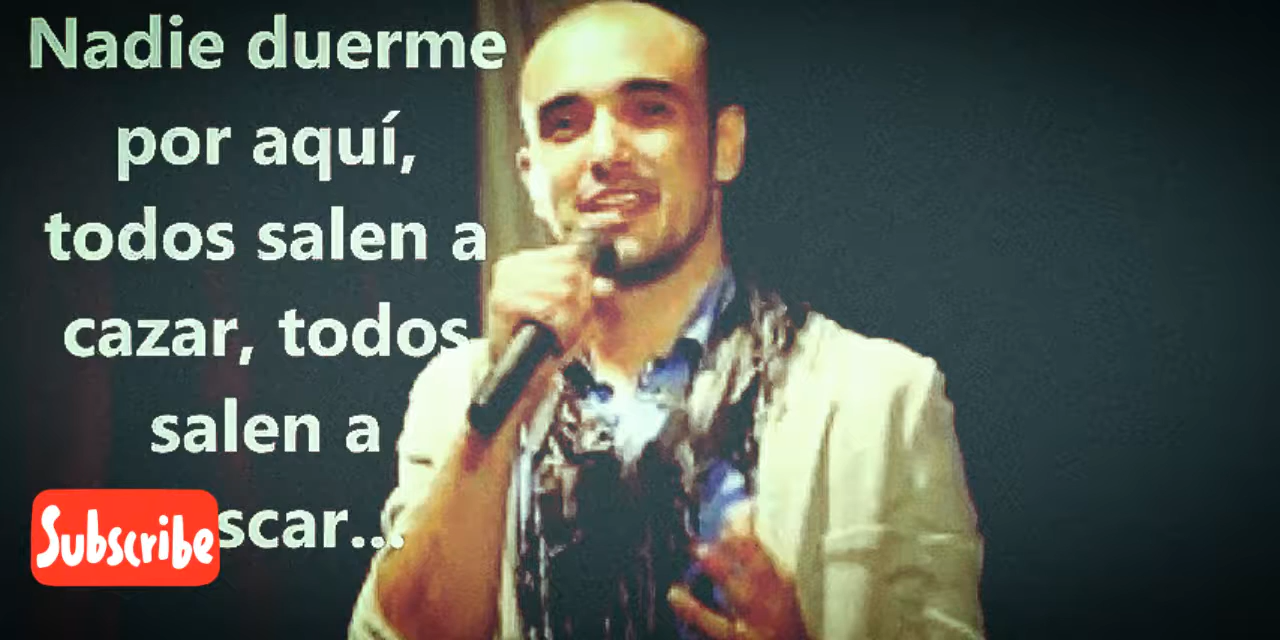 Nadie duerme
por aquí,
todos salen a
cazar, todos
salen a
scar...
Subscribe